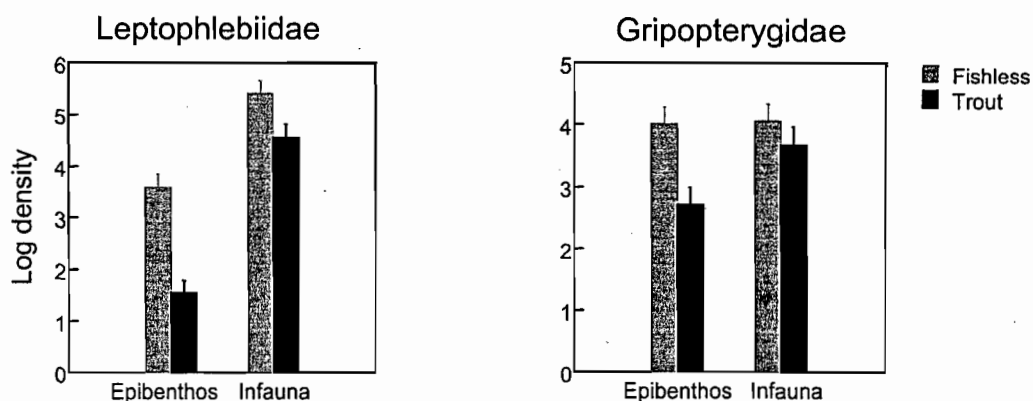 Leptophlebiidae
Log density
6
5
4
3
2
1
0
Epibenthos Infauna
Gripopterygidae
5
4
3
2
1
0
Epibenthos Infauna
Fishless
Trout